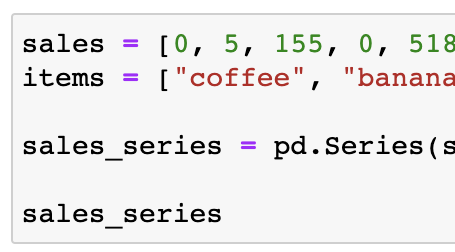 sales = [0, 5, 155, 0, 518
items = ["coffee", "banana
sales_series = pd.Series(s
sales_series